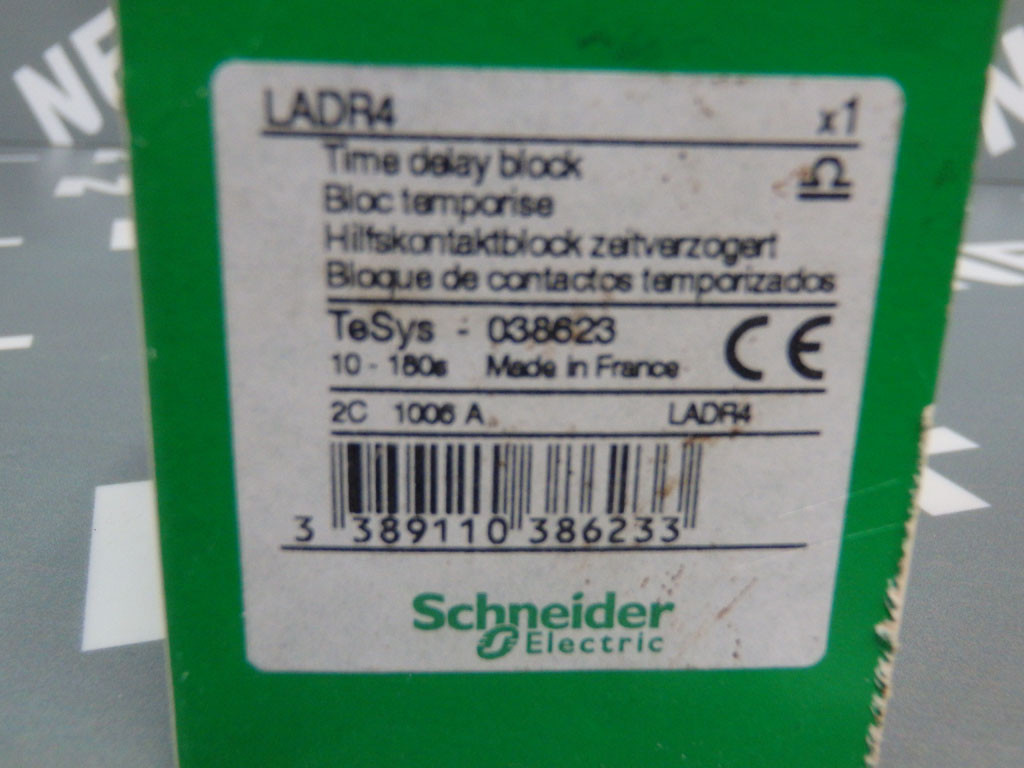 LADR4 x1
Time delay block
Bloc temporise
Hilfskontaktblock zeitverzogert
Bloque de contactos temporizados
TeSys - 038623
10 - 180s Made in France
CE
2C 1006 A. LADR4
3 389110 386233
Schneider
Electric